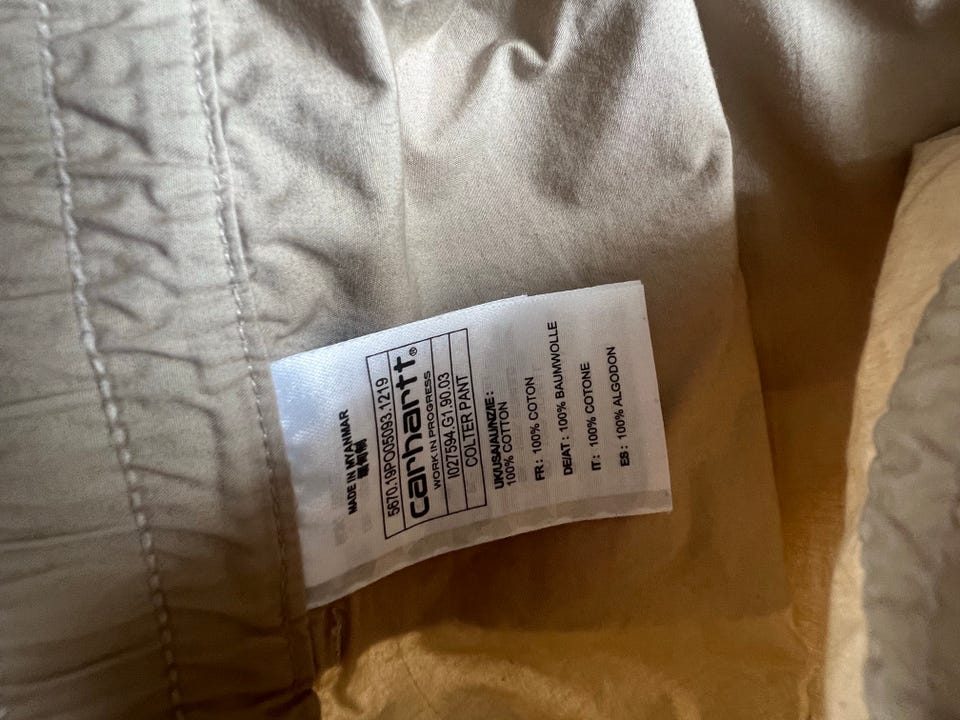 MADE IN MYANMAR
5670.19PO05093.1219
carhartt®
WORK IN PROGRESS
I027594.G1.90.03
COLTER PANT
UK/USA/AU/NZ/IE :
100% COTTON
FR : 100% COTON
DE/AT : 100% BAUMWOLLE
IT : 100% COTONE
ES : 100% ALGODON